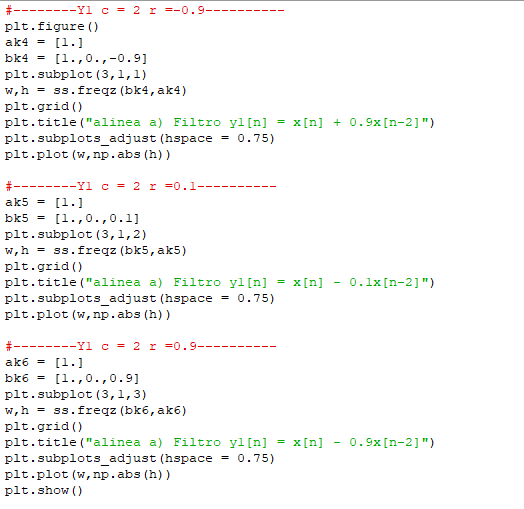 #--------Y1 c = 2 r =-0.9----------
plt.figure()
ak4 = [1.]
bk4 = [1.,0.,-0.9]
plt.subplot(3,1,1)
w,h = ss.freqz(bk4,ak4)
plt.grid()
plt.title("alinea a) Filtro y1[n] = x[n] + 0.9x[n-2]")
plt.subplots_adjust(hspace = 0.75)
plt.plot(w,np.abs(h))
#--------Y1 c = 2 r =0.1----------
ak5 = [1.]
bk5 = [1.,0.,0.1]
plt.subplot(3,1,2)
w,h = ss.freqz(bk5,ak5)
plt.grid()
plt.title("alinea a) Filtro y1[n] = x[n] - 0.1x[n-2]")
plt.subplots_adjust(hspace = 0.75)
plt.plot(w,np.abs(h))
#--------Y1 c = 2 r =0.9----------
ak6 = [1.]
bk6 = [1.,0.,0.9]
plt.subplot(3,1,3)
w,h = ss.freqz(bk6,ak6)
plt.grid()
plt.title("alinea a) Filtro y1[n] = x[n] - 0.9x[n-2]")
plt.subplots_adjust(hspace = 0.75)
plt.plot(w,np.abs(h))
plt.show()